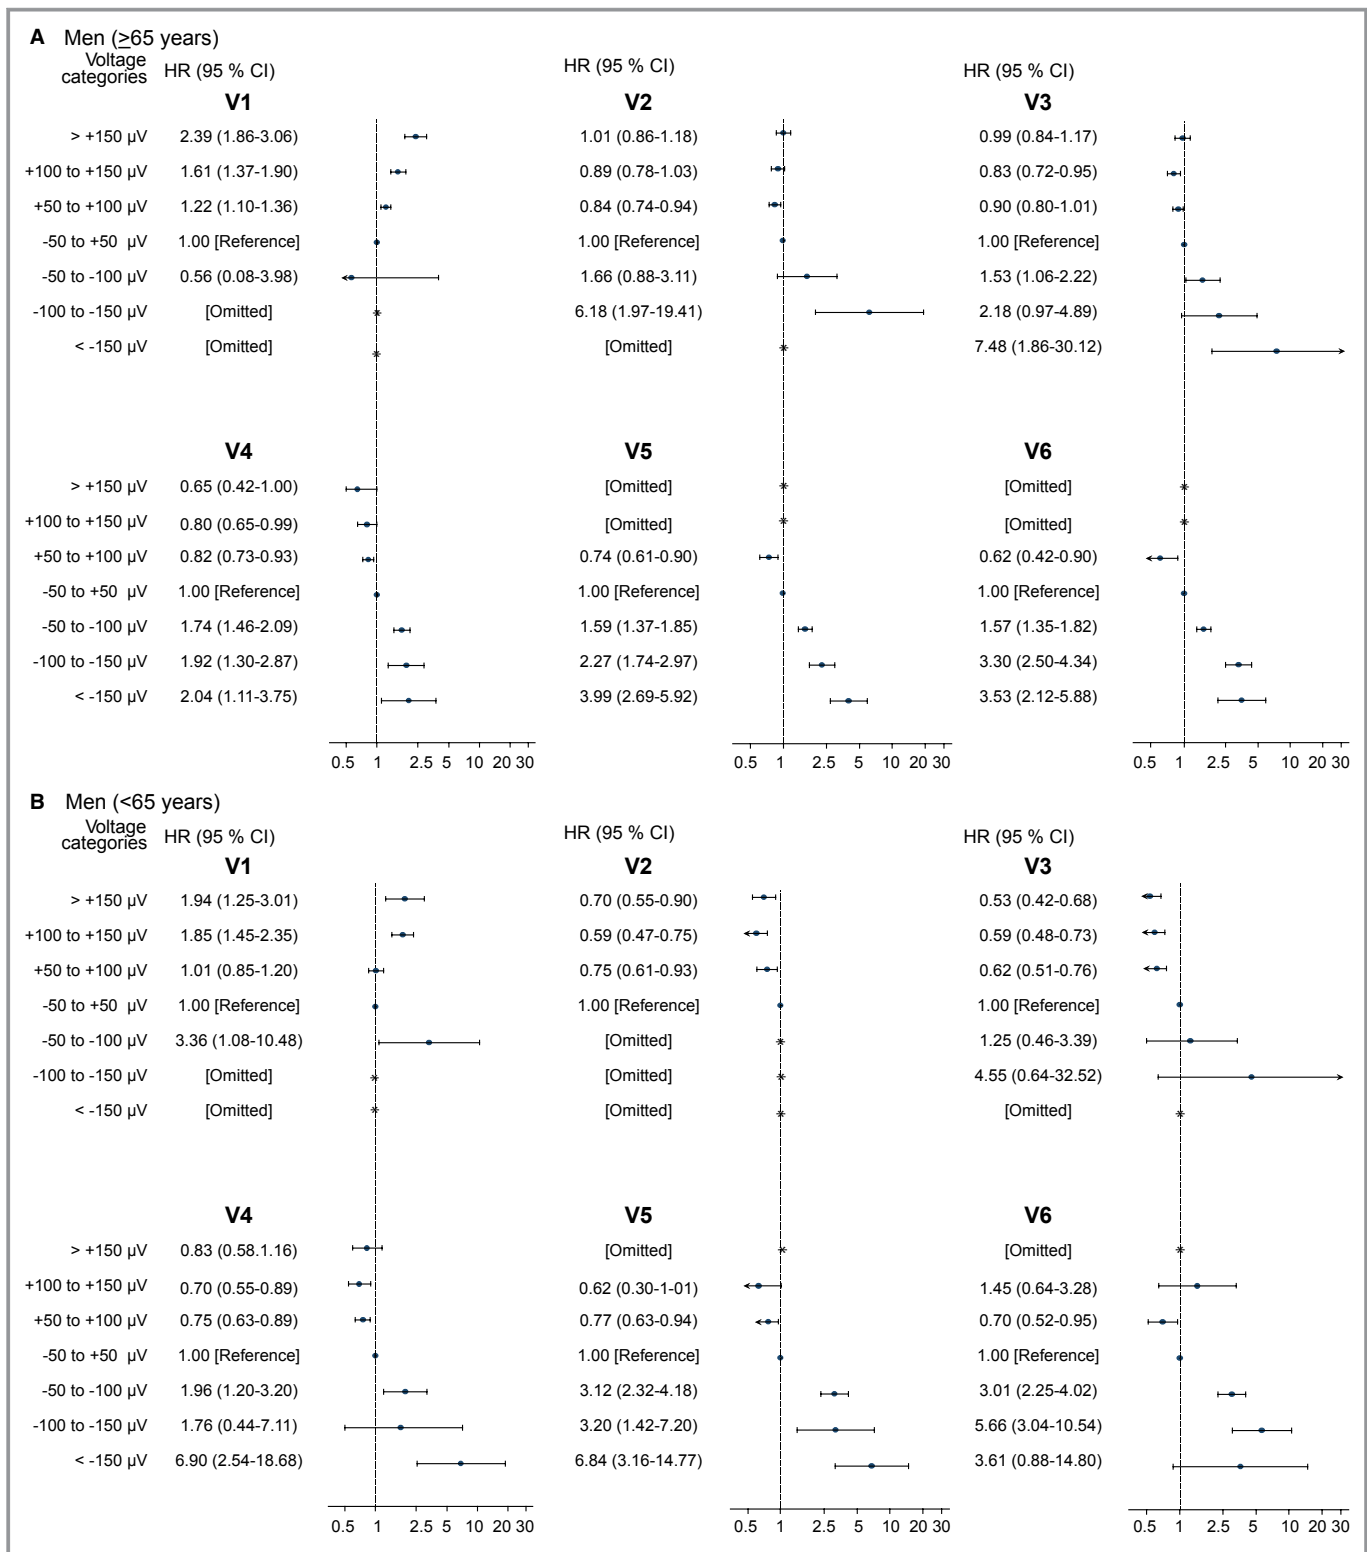 A Men (≥65 years)
Voltage categories HR (95 % CI) HR (95 % CI) HR (95 % CI)
V1 V2 V3
> +150 µV 2.39 (1.86-3.06) 1.01 (0.86-1.18) 0.99 (0.84-1.17)
+100 to +150 µV 1.61 (1.37-1.90) 0.89 (0.78-1.03) 0.83 (0.72-0.95)
+50 to +100 µV 1.22 (1.10-1.36) 0.84 (0.74-0.94) 0.90 (0.80-1.01)
-50 to +50 µV 1.00 [Reference] 1.00 [Reference] 1.00 [Reference]
-50 to -100 µV 0.56 (0.08-3.98) 1.66 (0.88-3.11) 1.53 (1.06-2.22)
-100 to -150 µV [Omitted] 6.18 (1.97-19.41) 2.18 (0.97-4.89)
< -150 µV [Omitted] [Omitted] 7.48 (1.86-30.12)
V4 V5 V6
> +150 µV 0.65 (0.42-1.00) [Omitted] [Omitted]
+100 to +150 µV 0.80 (0.65-0.99) [Omitted] [Omitted]
+50 to +100 µV 0.82 (0.73-0.93) 0.74 (0.61-0.90) 0.62 (0.42-0.90)
-50 to +50 µV 1.00 [Reference] 1.00 [Reference] 1.00 [Reference]
-50 to -100 µV 1.74 (1.46-2.09) 1.59 (1.37-1.85) 1.57 (1.35-1.82)
-100 to -150 µV 1.92 (1.30-2.87) 2.27 (1.74-2.97) 3.30 (2.50-4.34)
< -150 µV 2.04 (1.11-3.75) 3.99 (2.69-5.92) 3.53 (2.12-5.88)
0.5 1 2.5 5 10 20 30 0.5 1 2.5 5 10 20 30 0.5 1 2.5 5 10 20 30
B Men (<65 years)
Voltage categories HR (95 % CI) HR (95 % CI) HR (95 % CI)
V1 V2 V3
> +150 µV 1.94 (1.25-3.01) 0.70 (0.55-0.90) 0.53 (0.42-0.68)
+100 to +150 µV 1.85 (1.45-2.35) 0.59 (0.47-0.75) 0.59 (0.48-0.73)
+50 to +100 µV 1.01 (0.85-1.20) 0.75 (0.61-0.93) 0.62 (0.51-0.76)
-50 to +50 µV 1.00 [Reference] 1.00 [Reference] 1.00 [Reference]
-50 to -100 µV 3.36 (1.08-10.48) [Omitted] 1.25 (0.46-3.39)
-100 to -150 µV [Omitted] [Omitted] 4.55 (0.64-32.52)
< -150 µV [Omitted] [Omitted] [Omitted]
V4 V5 V6
> +150 µV 0.83 (0.58.1.16) [Omitted] [Omitted]
+100 to +150 µV 0.70 (0.55-0.89) 0.62 (0.30-1-01) 1.45 (0.64-3.28)
+50 to +100 µV 0.75 (0.63-0.89) 0.77 (0.63-0.94) 0.70 (0.52-0.95)
-50 to +50 µV 1.00 [Reference] 1.00 [Reference] 1.00 [Reference]
-50 to -100 µV 1.96 (1.20-3.20) 3.12 (2.32-4.18) 3.01 (2.25-4.02)
-100 to -150 µV 1.76 (0.44-7.11) 3.20 (1.42-7.20) 5.66 (3.04-10.54)
< -150 µV 6.90 (2.54-18.68) 6.84 (3.16-14.77) 3.61 (0.88-14.80)
0.5 1 2.5 5 10 20 30 0.5 1 2.5 5 10 20 30 0.5 1 2.5 5 10 20 30